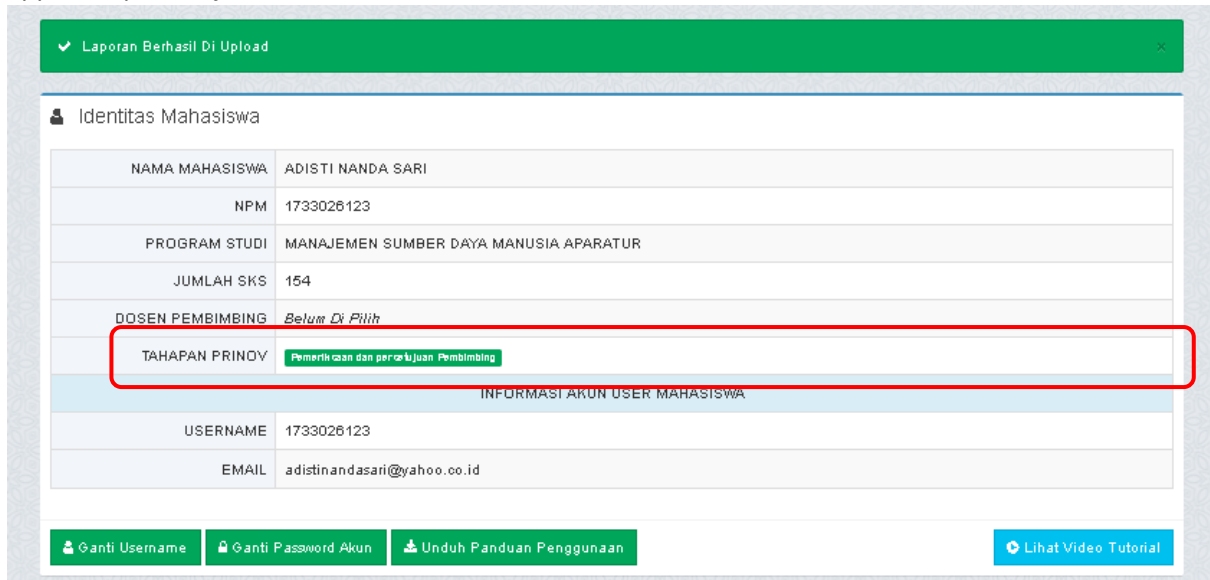 Laporan Berhasil Di Upload ×
Identitas Mahasiswa
NAMA MAHASISWA ADISTI NANDA SARI
NPM 1733026123
PROGRAM STUDI MANAJEMEN SUMBER DAYA MANUSIA APARATUR
JUMLAH SKS 154
DOSEN PEMBIMBING Belum Di Pilih
TAHAPAN PRINOV Pemeriksaan dan persetujuan Pembimbing
INFORMASI AKUN USER MAHASISWA
USERNAME 1733026123
EMAIL adistinandasari@yahoo.co.id
Ganti Username Ganti Password Akun Unduh Panduan Penggunaan Lihat Video Tutorial